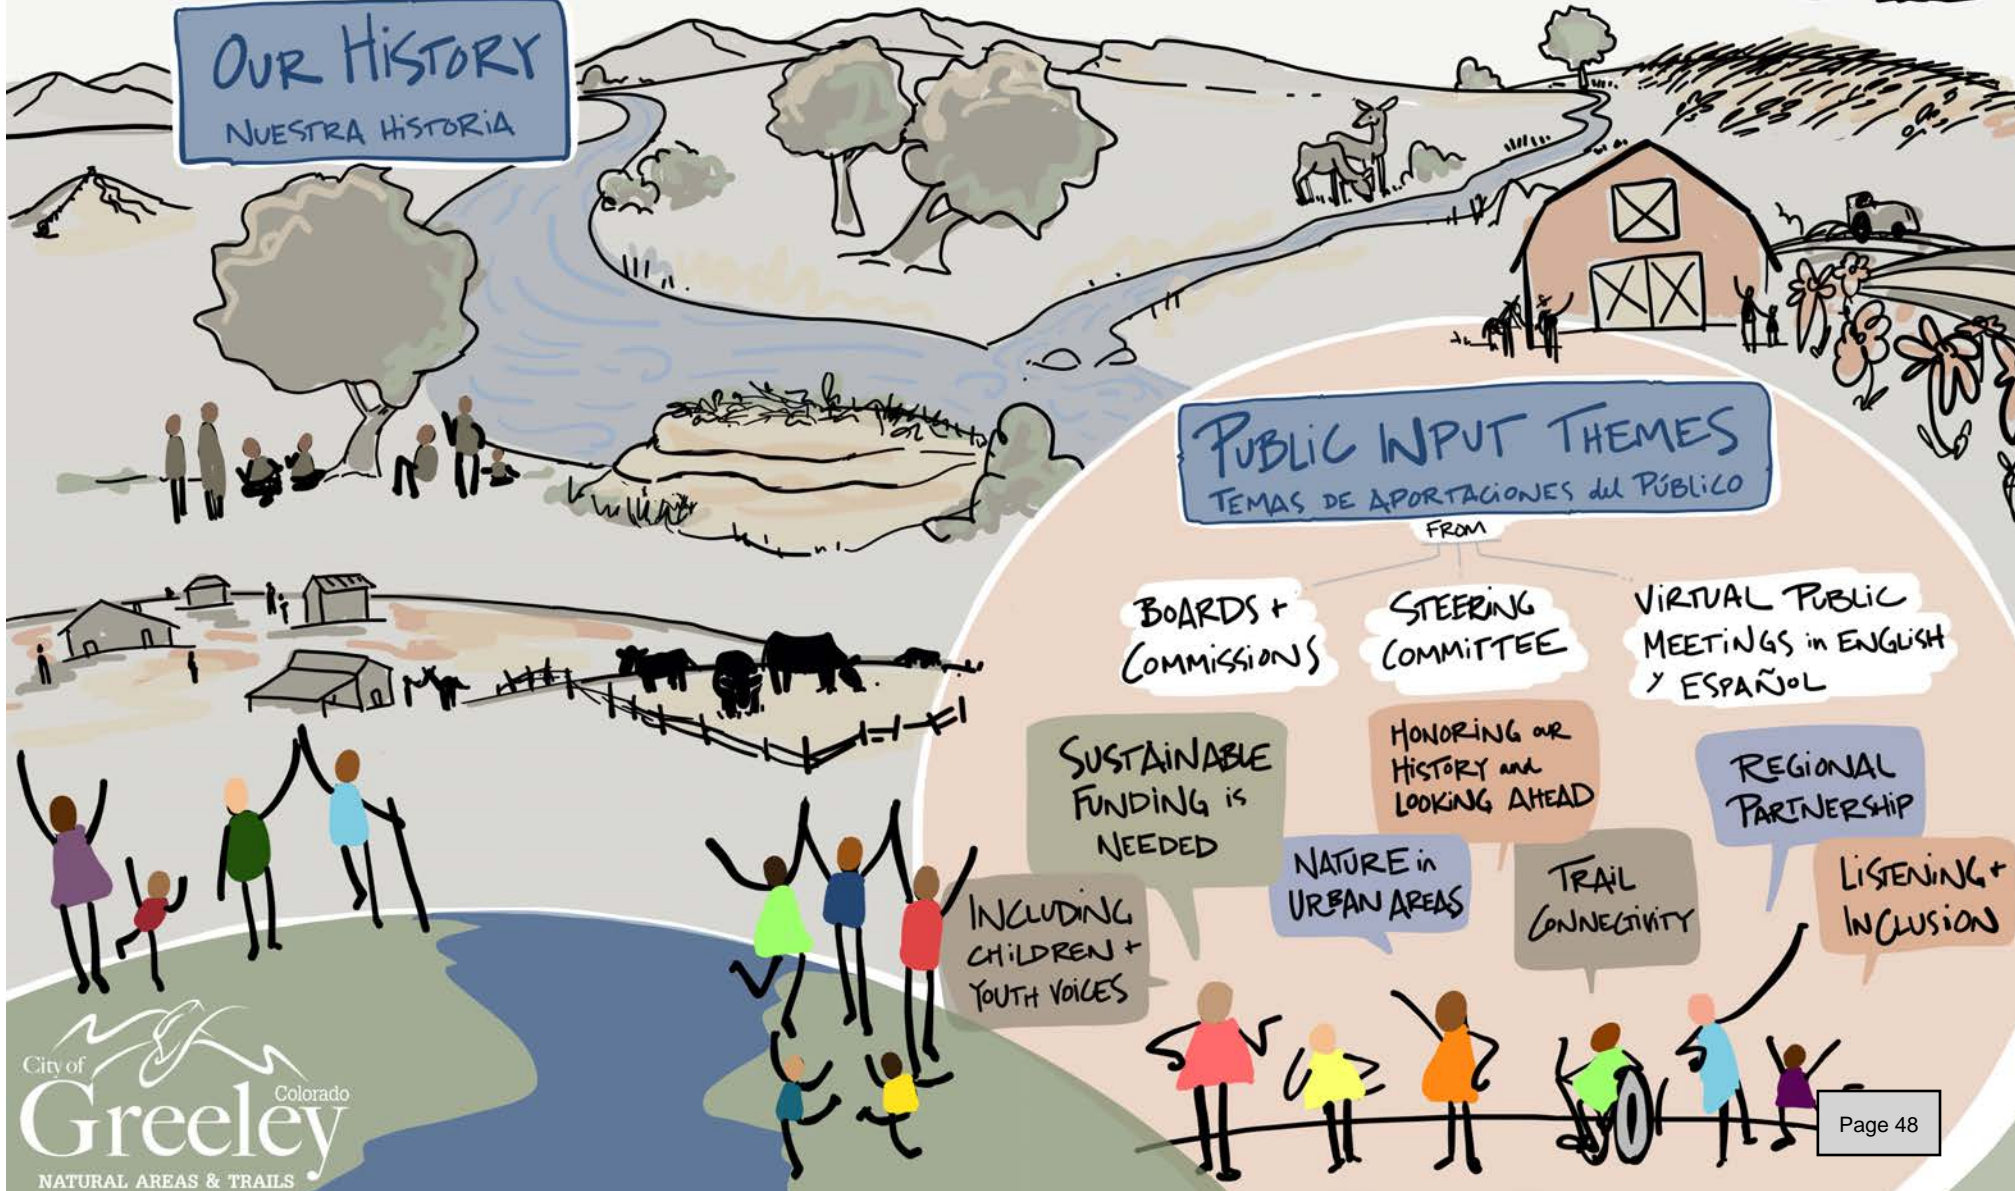 OUR HISTORY
NUESTRA HISTORIA
PUBLIC INPUT THEMES
TEMAS DE APORTACIONES del PÚBLICO
FROM
BOARDS +
COMMISSIONS
STEERING
COMMITTEE
VIRTUAL PUBLIC
MEETINGS in ENGLISH
Y ESPAÑOL
SUSTAINABLE
FUNDING is
NEEDED
HONORING OUR
HISTORY and
LOOKING AHEAD
REGIONAL
PARTNERSHIP
INCLUDING
CHILDREN +
YOUTH VOICES
NATURE in
URBAN AREAS
TRAIL
CONNECTIVITY
LISTENING +
INCLUSION
City of
Greeley
Colorado
NATURAL AREAS & TRAILS
Page 48